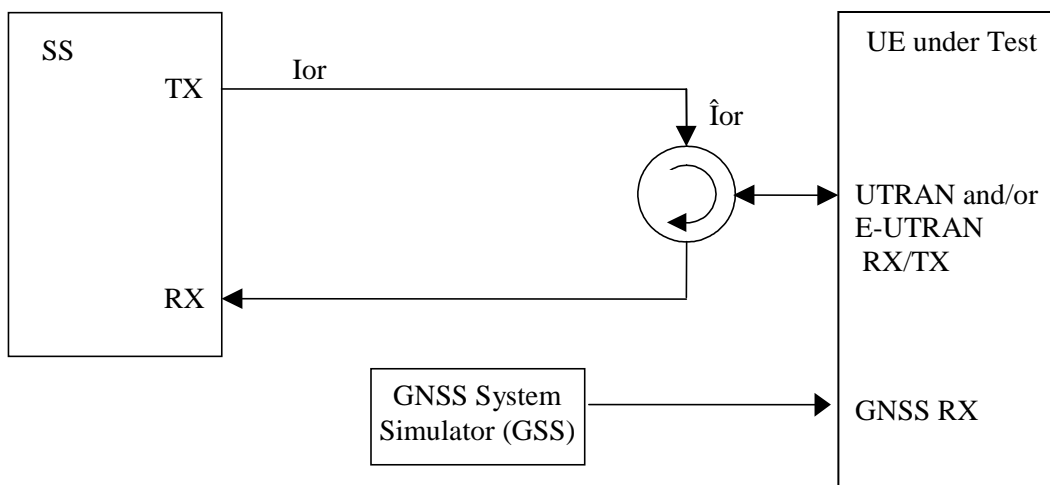 SS
UE under Test
TX
Ior
Îor
UTRAN and/or
E-UTRAN
RX/TX
RX
GNSS System
Simulator (GSS)
GNSS RX